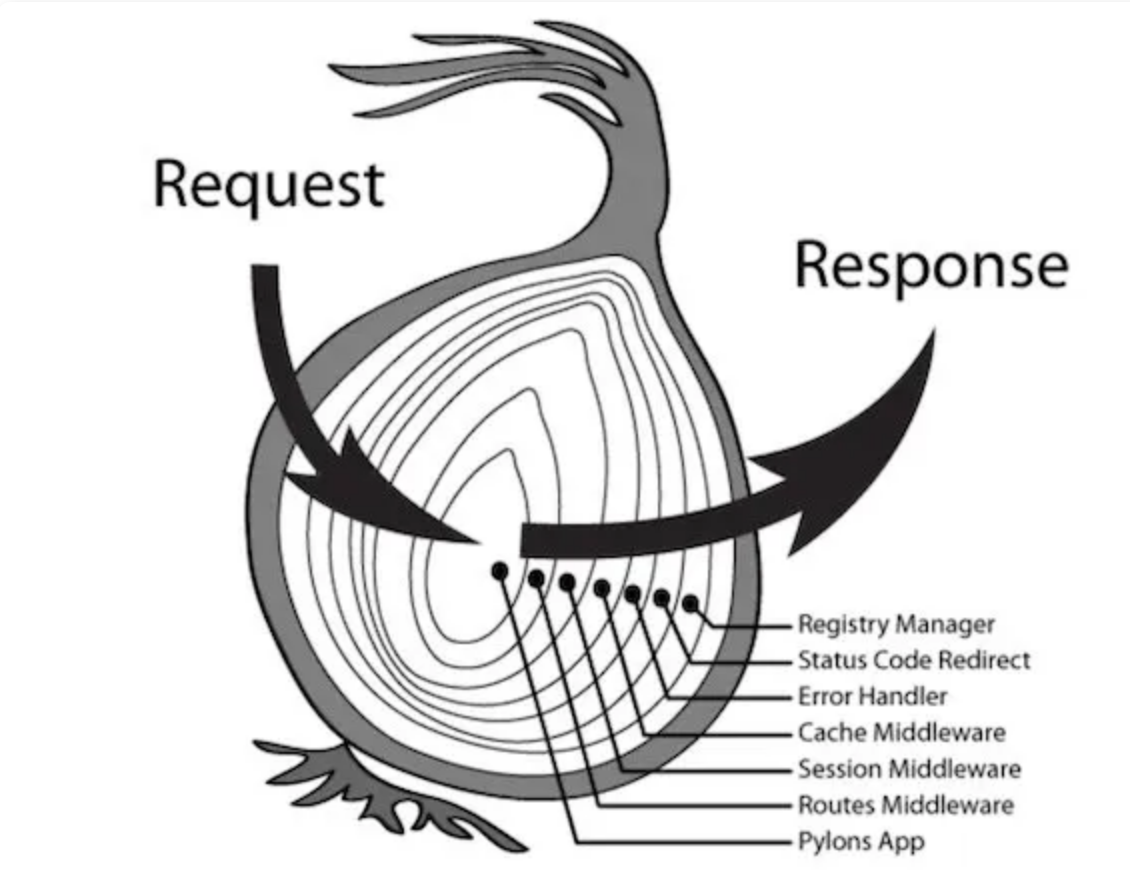 Request
Response
Registry Manager
Status Code Redirect
Error Handler
Cache Middleware
Session Middleware
Routes Middleware
Pylons App